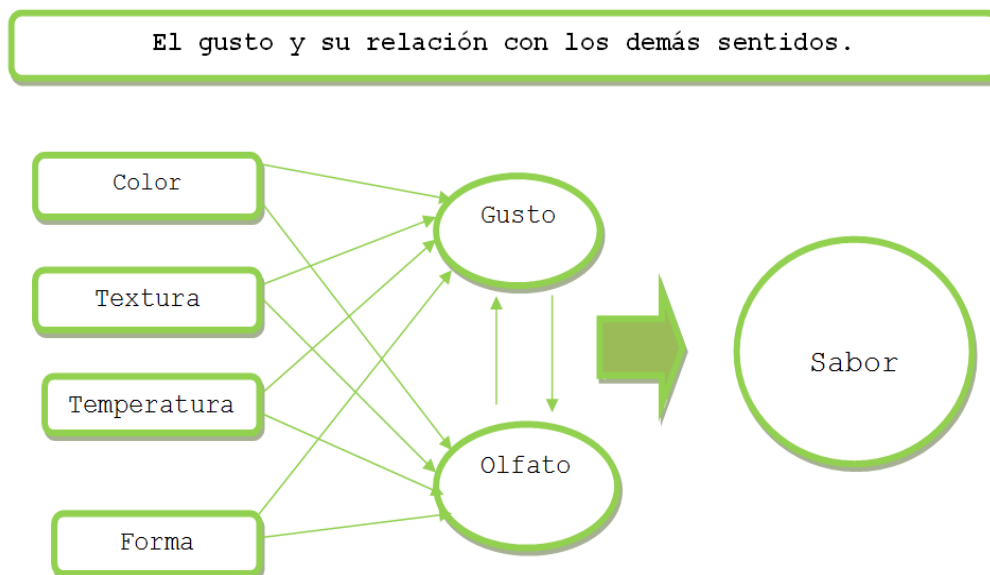 El gusto y su relación con los demás sentidos.
Color
Textura
Temperatura
Forma
Gusto
Olfato
Sabor